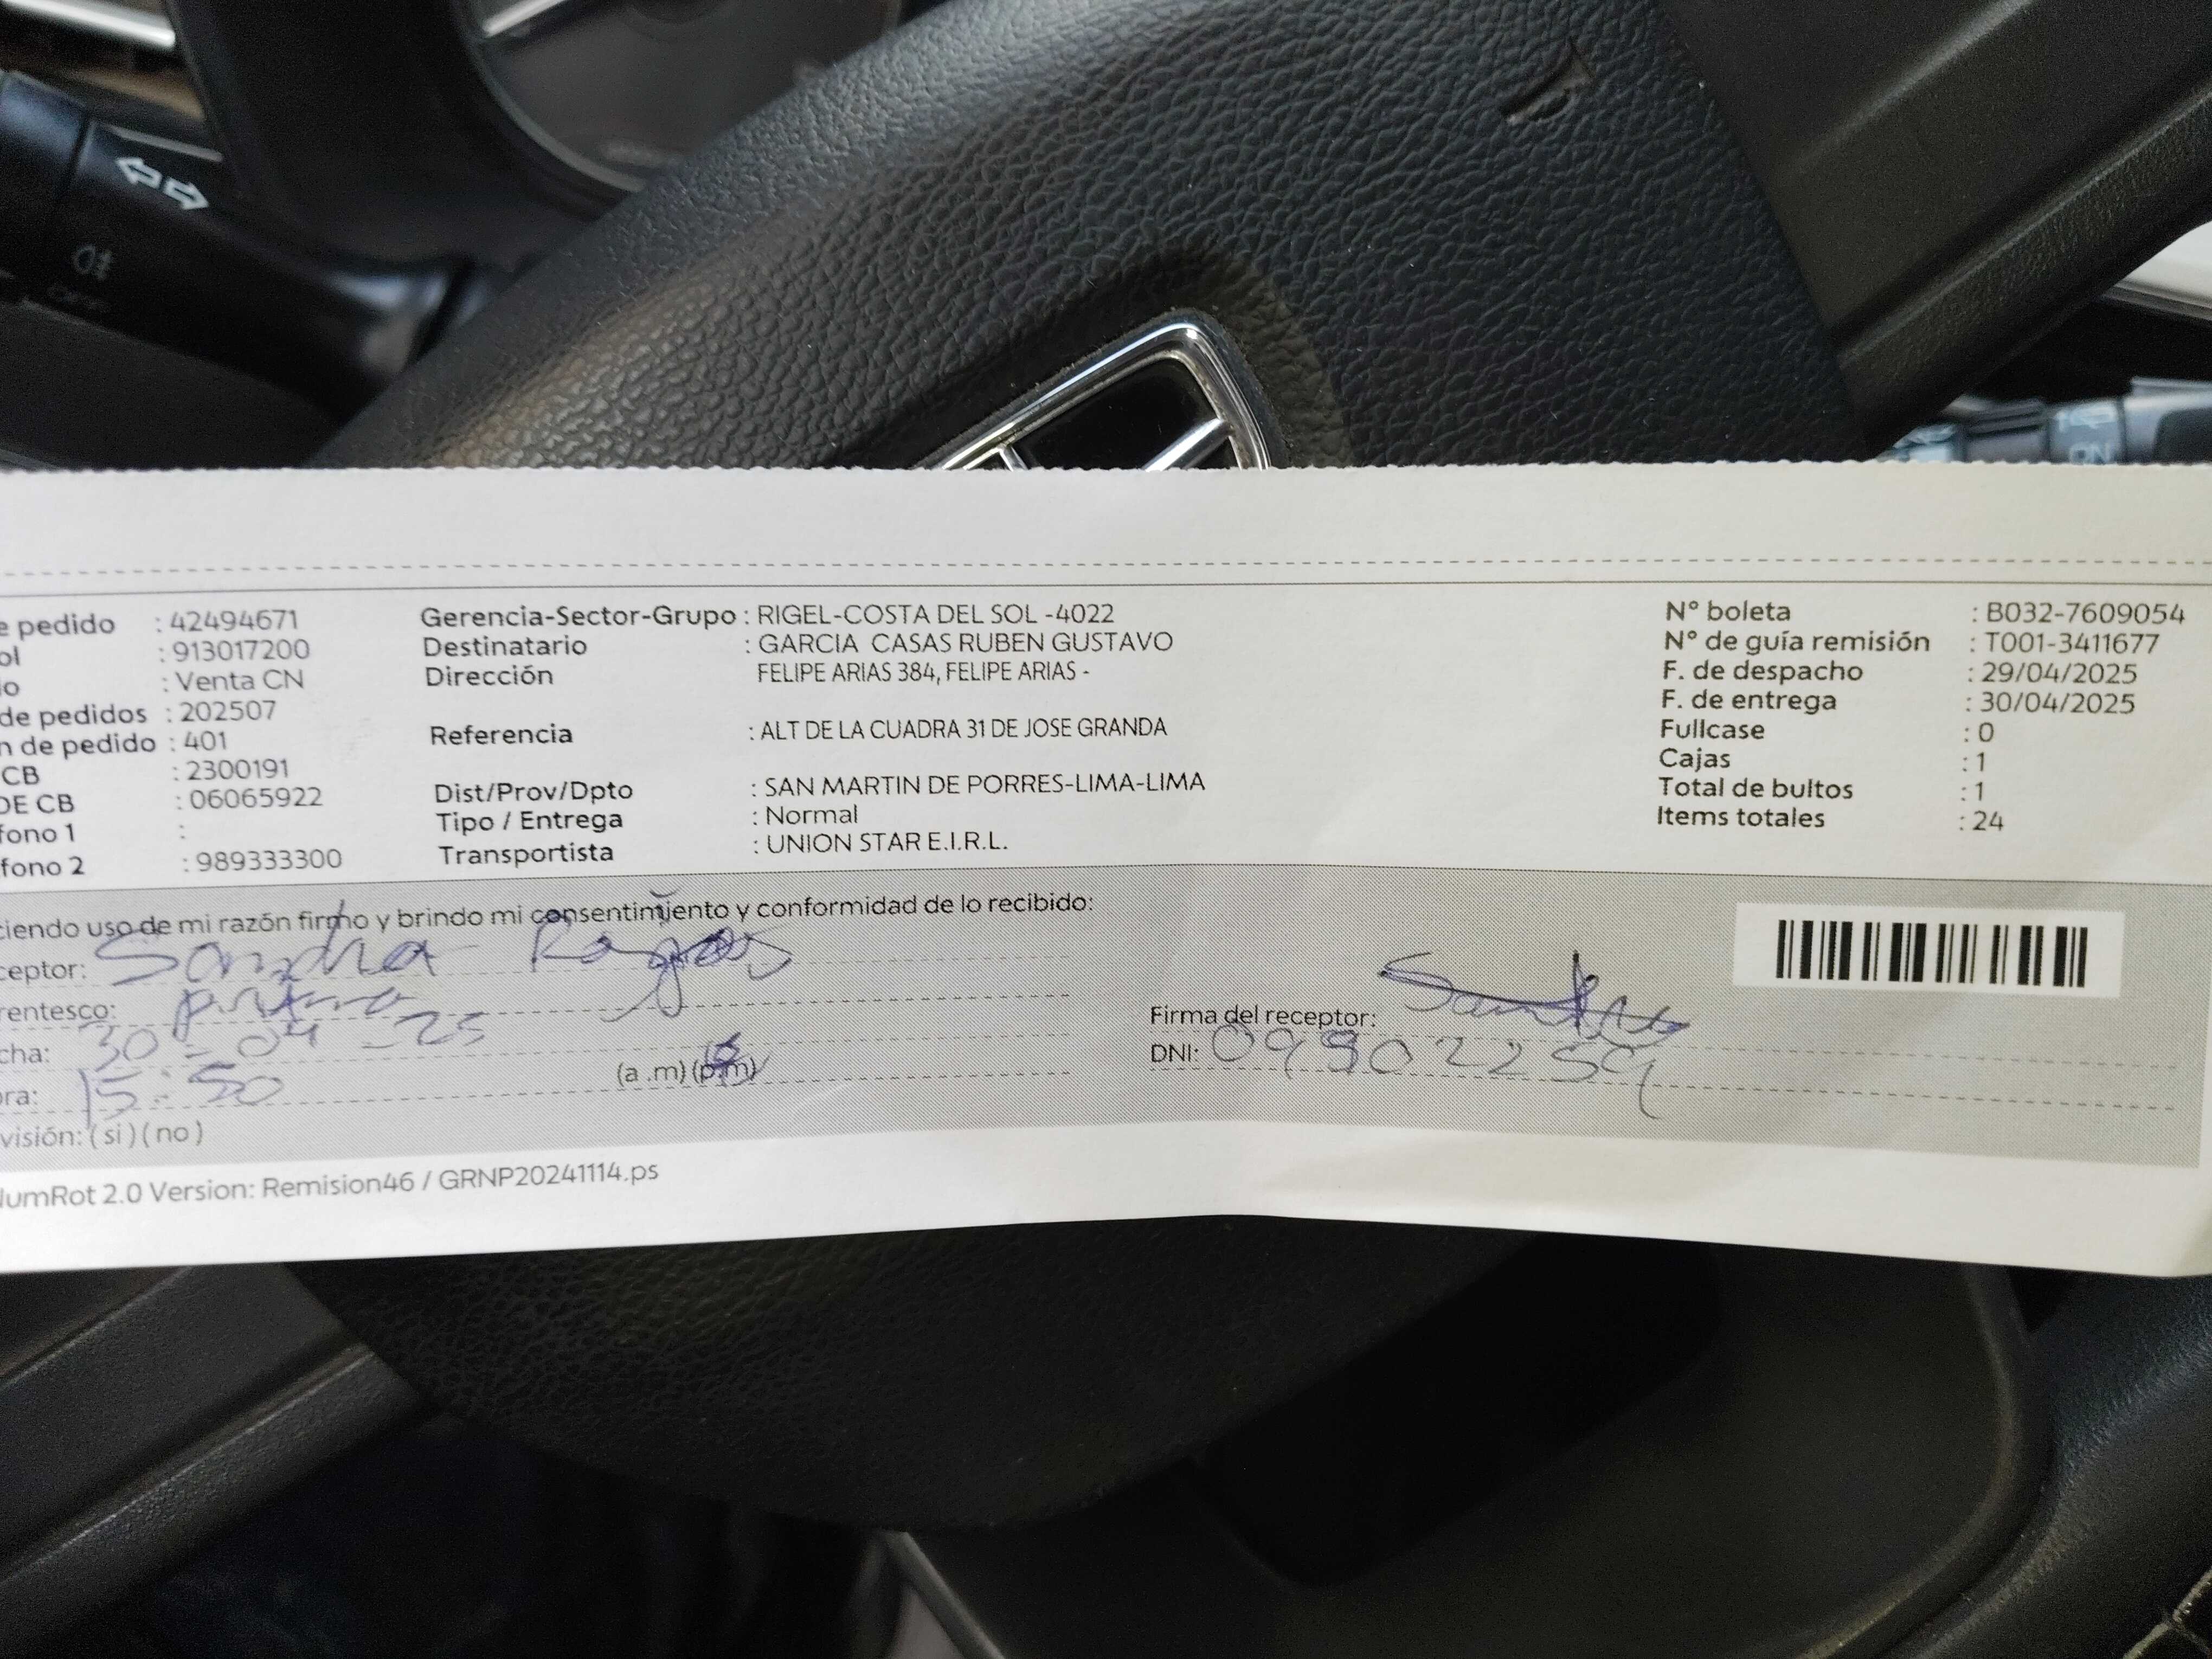 e pedido : 42494671 Gerencia-Sector-Grupo : RIGEL-COSTA DEL SOL -4022 N° boleta : B032-7609054
ol : 913017200 Destinatario : GARCIA CASAS RUBEN GUSTAVO N° de guía remisión : T001-3411677
o : Venta CN Dirección FELIPE ARIAS 384, FELIPE ARIAS - F. de despacho : 29/04/2025
de pedidos : 202507 F. de entrega : 30/04/2025
n de pedido : 401 Referencia : ALT DE LA CUADRA 31 DE JOSE GRANDA Fullcase : 0
CB : 2300191 Cajas : 1
DE CB : 06065922 Dist/Prov/Dpto : SAN MARTIN DE PORRES-LIMA-LIMA Total de bultos : 1
fono 1 : Tipo / Entrega : Normal Items totales : 24
fono 2 : 989333300 Transportista : UNION STAR E.I.R.L.
ciendo uso de mi razón firmo y brindo mi consentimiento y conformidad de lo recibido:
ceptor: Sandra Rojas
rentesco: prima Firma del receptor: Sandra
cha: 30-04-25 DNI: 09902259
ora: 15:50 (a .m) (p.m)
visión: ( si ) ( no )
NumRot 2.0 Version: Remision46 / GRNP20241114.ps
ON